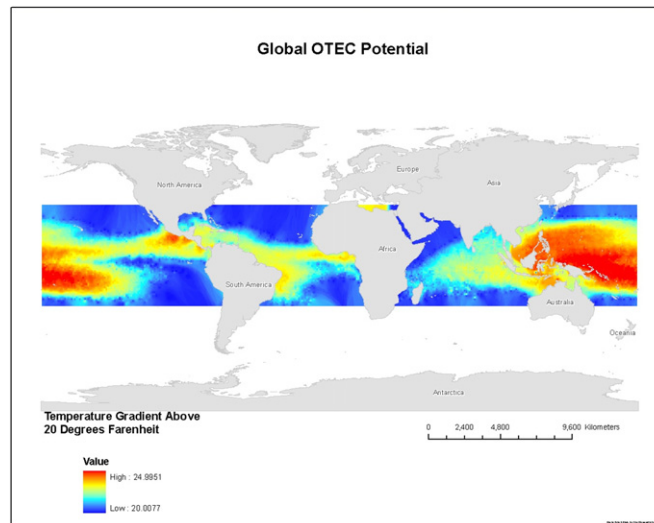 Global OTEC Potential
North America
Europe
Asia
Africa
South America
Australia
Oceania
Antarctica
Temperature Gradient Above
20 Degrees Farenheit
0 2,400 4,800 9,600 Kilometers
Value
High : 24.9951
Low : 20.0077